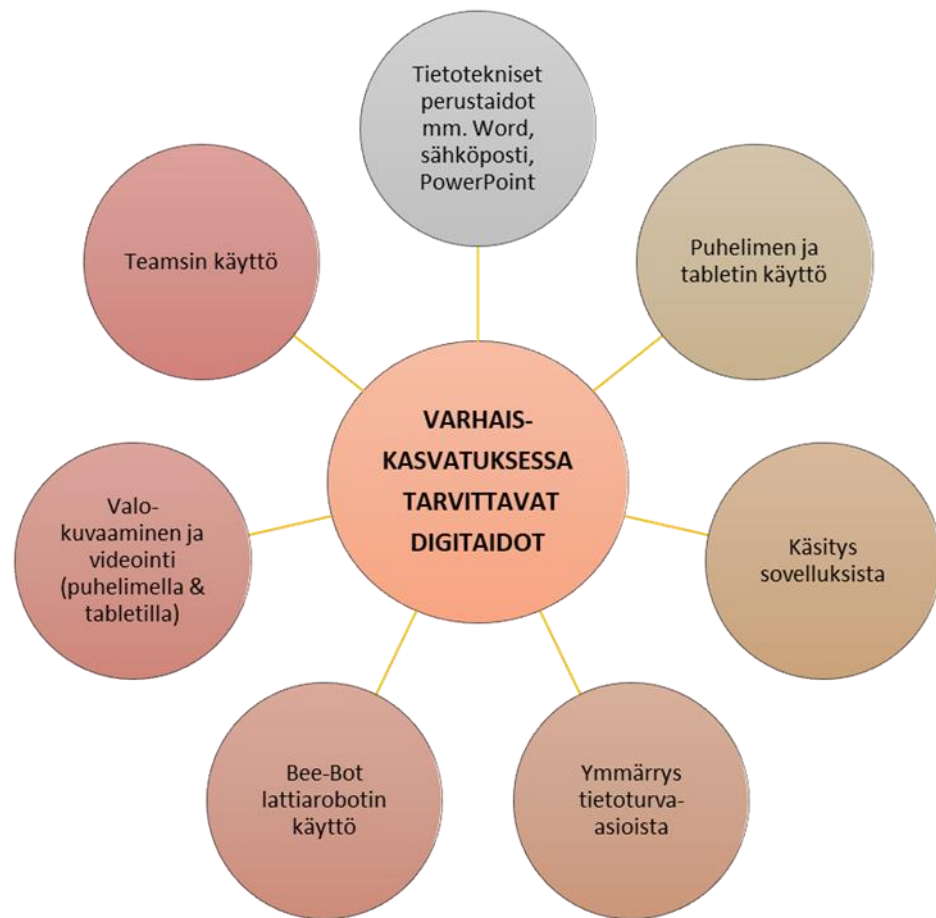 Tietotekniset
perustaidot
mm. Word,
sähköposti,
PowerPoint
Puhelimen ja
tabletin käyttö
Käsitys
sovelluksista
Ymmärrys
tietoturva-
asioista
Bee-Bot
lattiarobotin
käyttö
Valo-
kuvaaminen ja
videointi
(puhelimella &
tabletilla)
Teamsin käyttö
VARHAIS-
KASVATUKSESSA
TARVITTAVAT
DIGITAIDOT